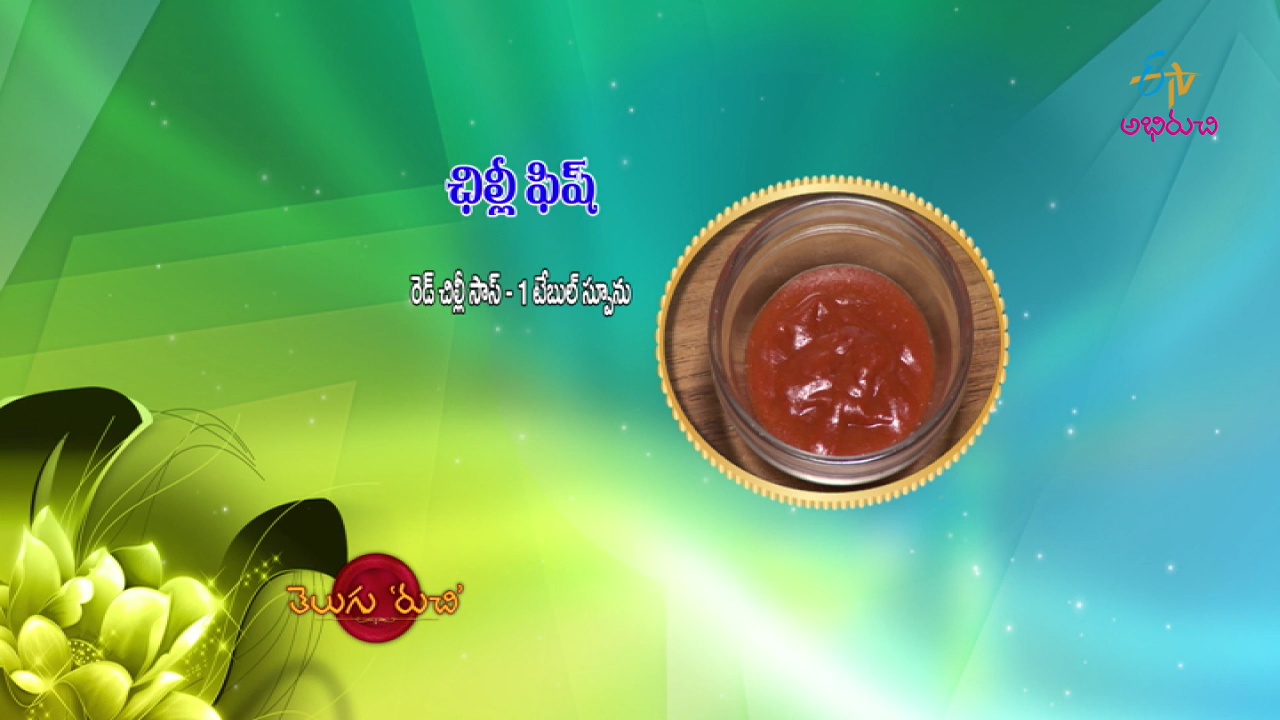 ETV
అభిరుచి
ఛిల్లీ ఫిష్
రెడ్ చిల్లీ సాస్ - 1 టేబుల్ స్పూను
తెలుగు 'రుచి'